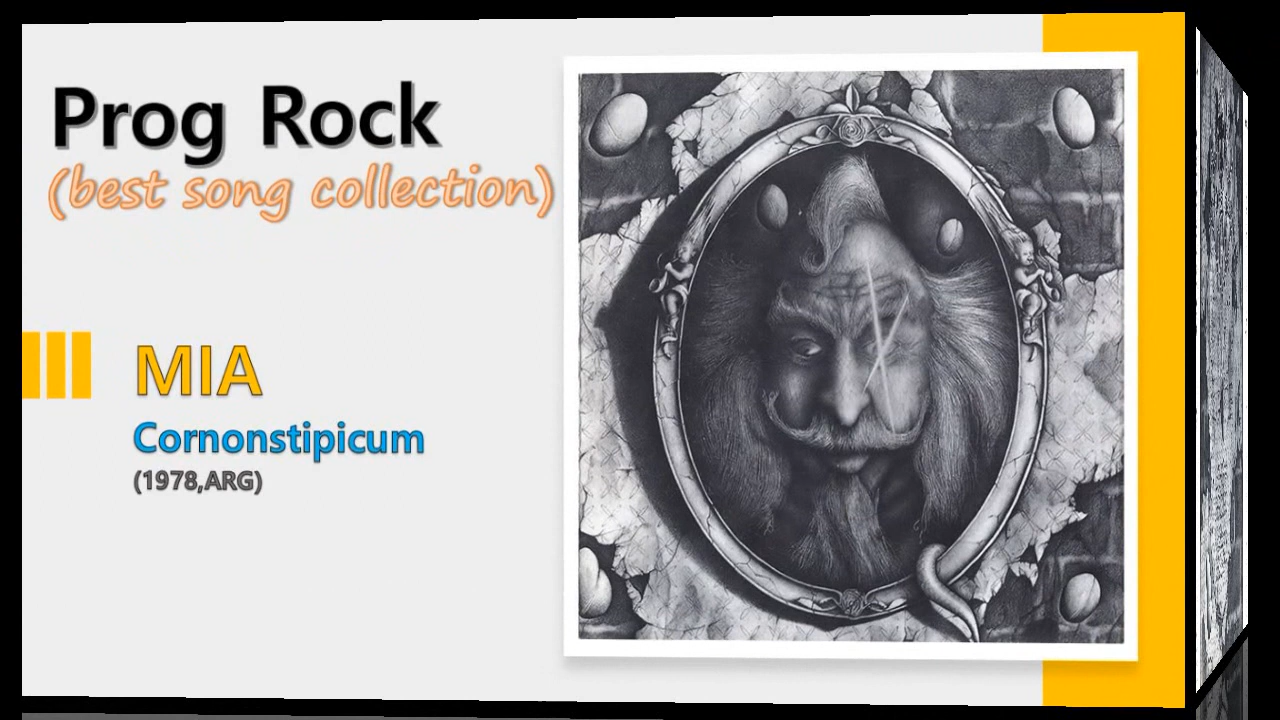 Prog Rock
(best song collection)
MIA
Cornonstipicum
(1978,ARG)